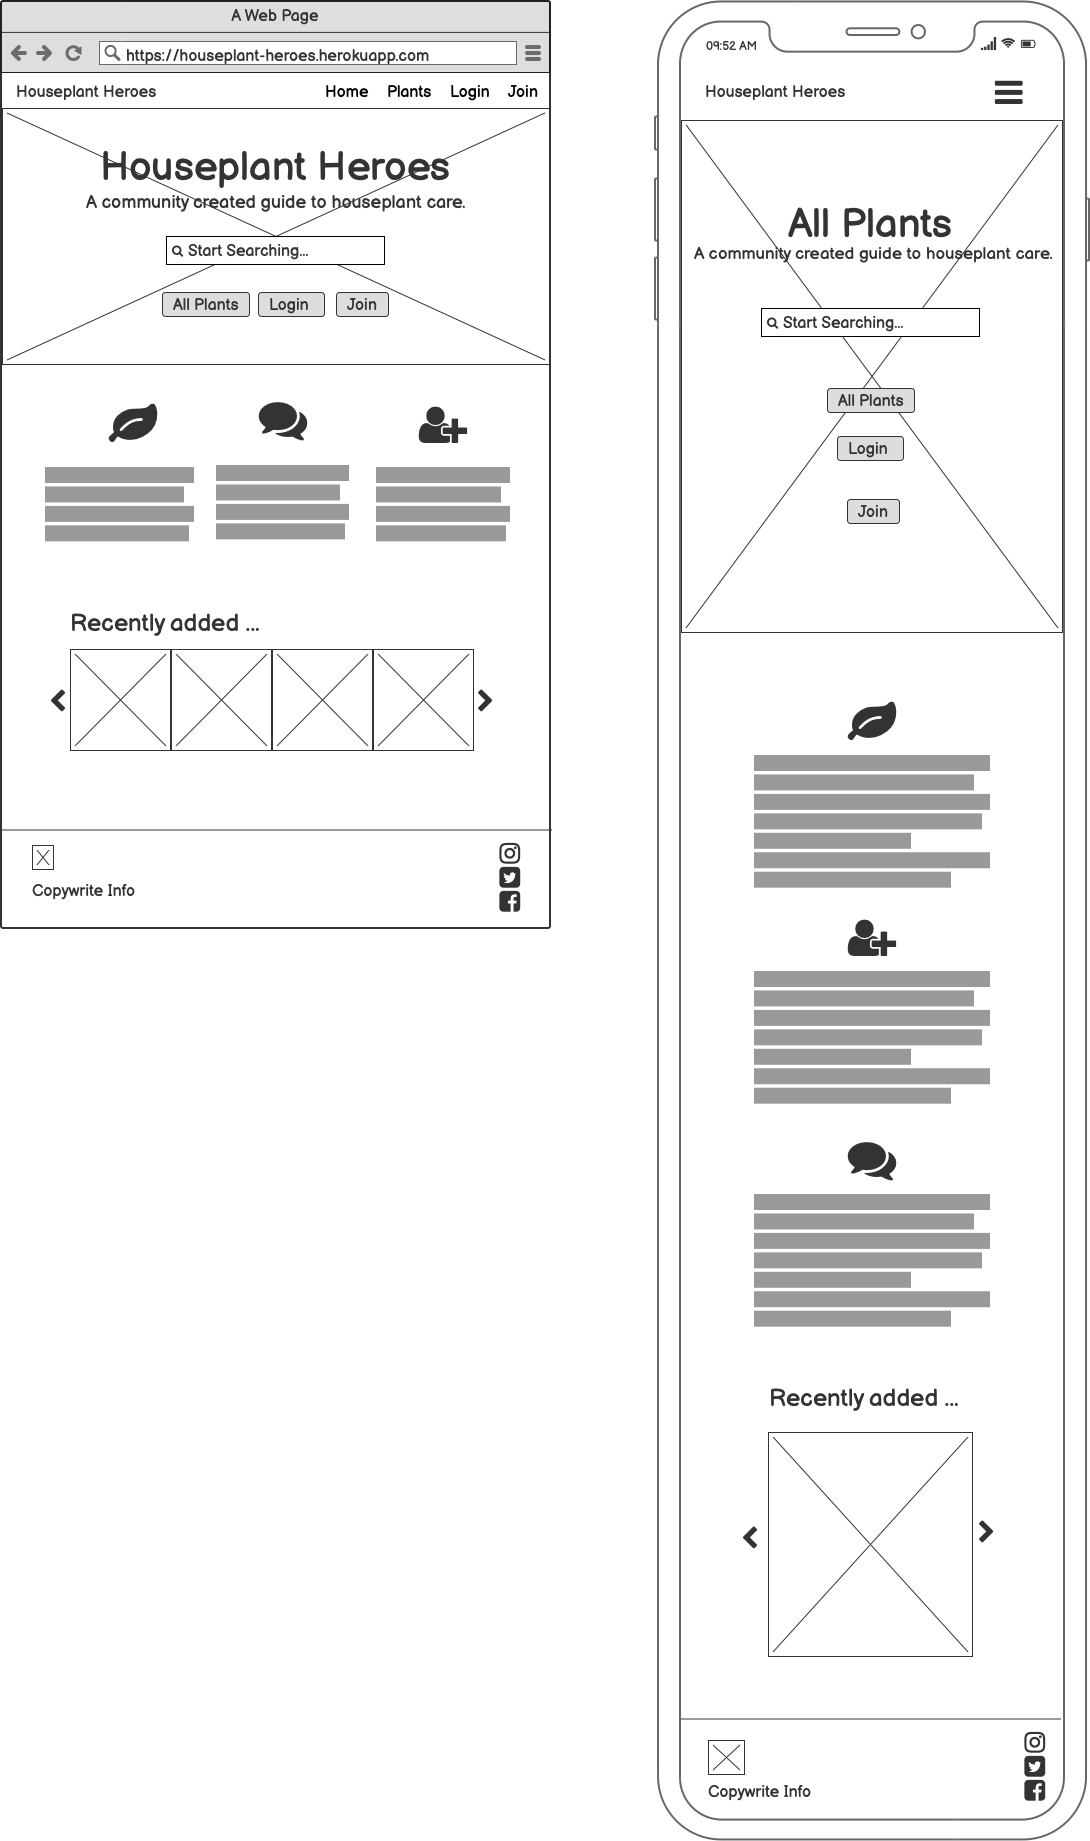 A Web Page
https://houseplant-heroes.herokuapp.com
Houseplant Heroes Home Plants Login Join
Houseplant Heroes
A community created guide to houseplant care.
Start Searching...
All Plants Login Join
Recently added ...
Copywrite Info
09:52 AM
Houseplant Heroes
All Plants
A community created guide to houseplant care.
Start Searching...
All Plants
Login
Join
Recently added ...
Copywrite Info